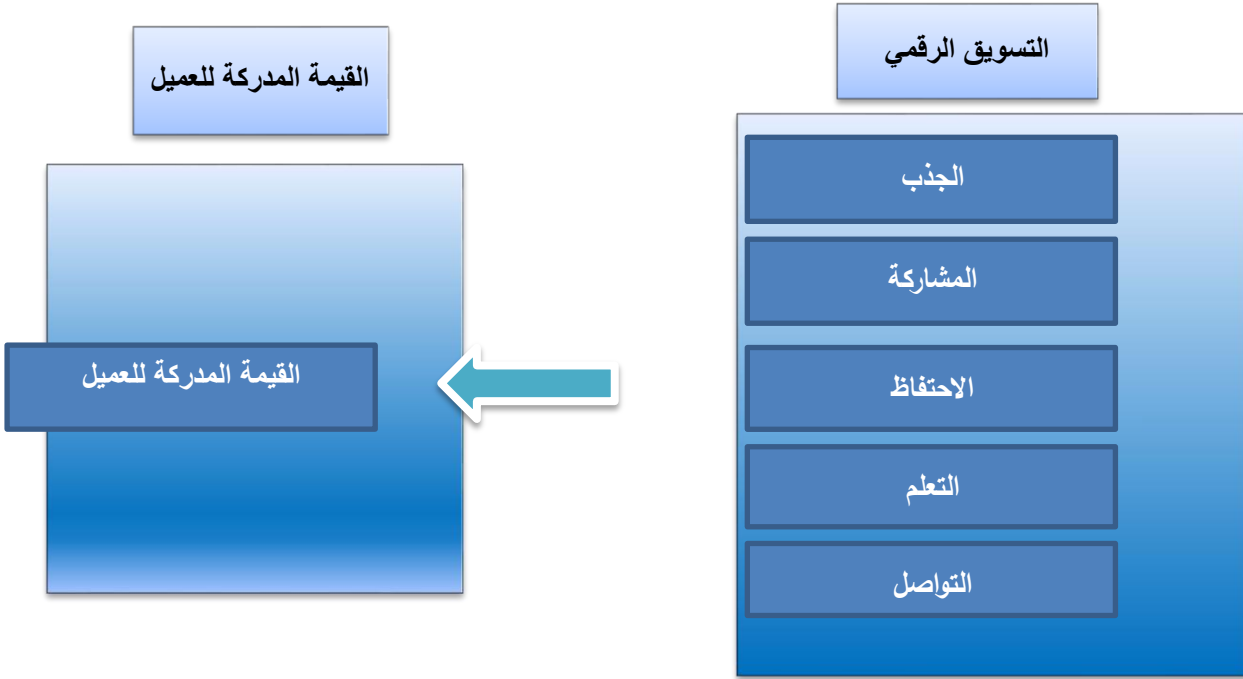 التسويق الرقمي
الجذب
المشاركة
الاحتفاظ
التعلم
التواصل
القيمة المدركة للعميل
القيمة المدركة للعميل